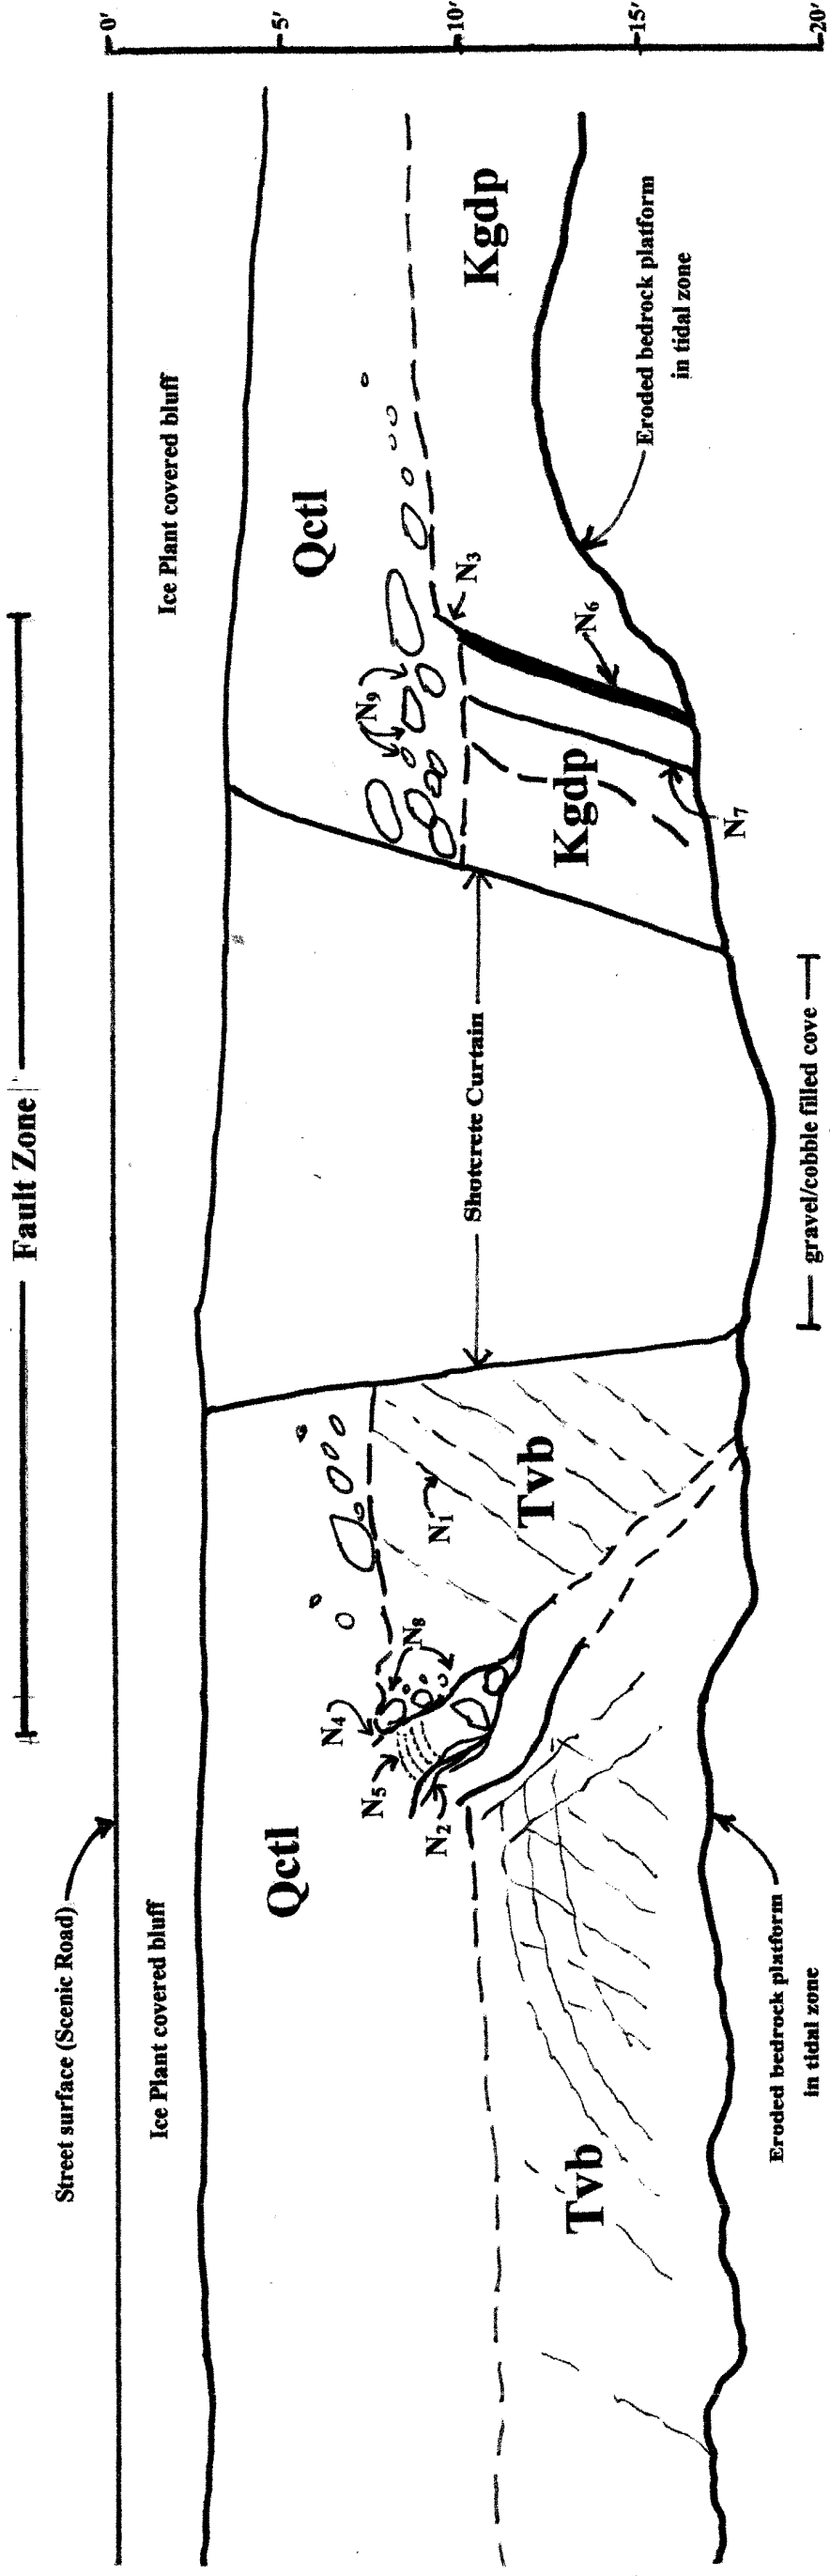 Fault Zone
Street surface (Scenic Road)
0'
Ice Plant covered bluff
Ice Plant covered bluff
5'
Qctl
Qctl
N4
N5
N8
N9
N2
N1
N3
10'
Shotcrete Curtain
Kgdp
Tvb
Tvb
Kgdp
N6
15'
N7
Eroded bedrock platform
in tidal zone
Eroded bedrock platform
in tidal zone
gravel/cobble filled cove
20'